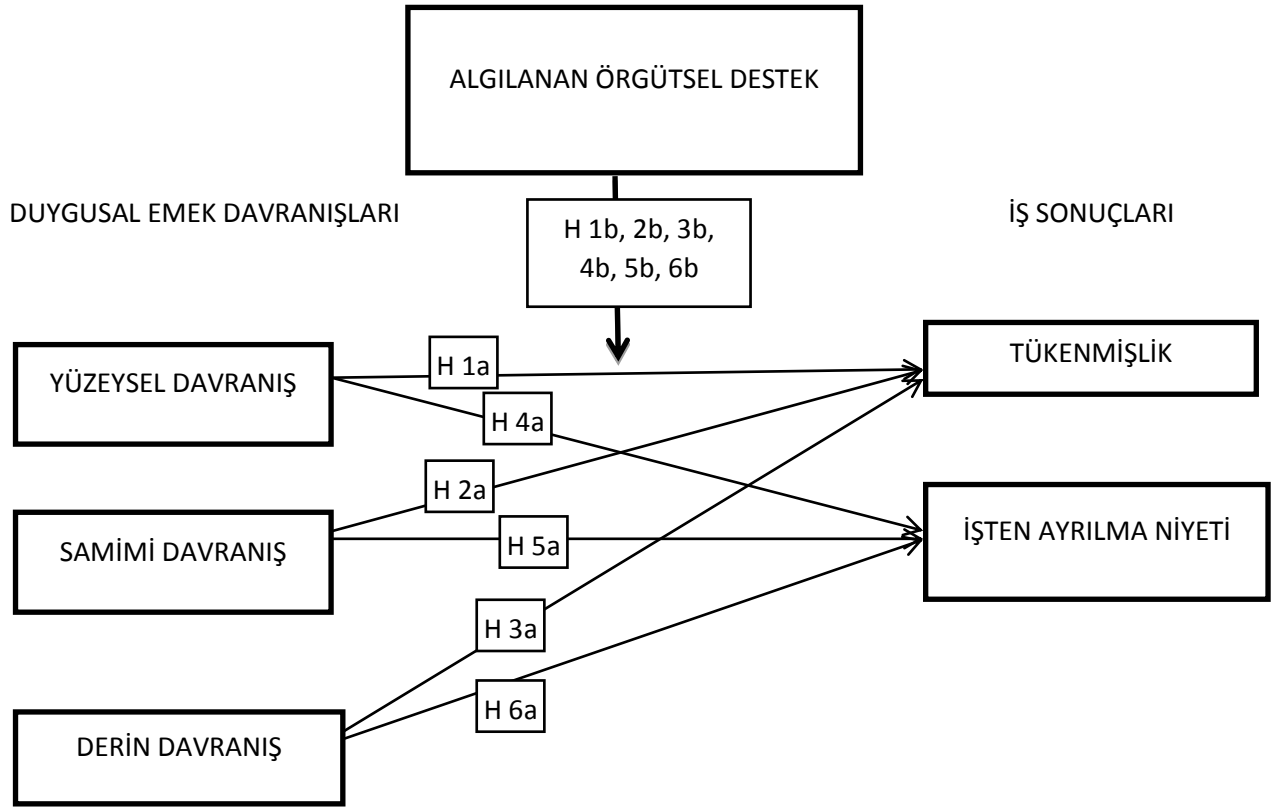 ALGILANAN ÖRGÜTSEL DESTEK
DUYGUSAL EMEK DAVRANIŞLARI
İŞ SONUÇLARI
H 1b, 2b, 3b,
4b, 5b, 6b
YÜZEYSEL DAVRANIŞ
H 1a
TÜKENMİŞLİK
H 4a
H 2a
SAMİMİ DAVRANIŞ
H 5a
İŞTEN AYRILMA NİYETİ
H 3a
H 6a
DERİN DAVRANIŞ